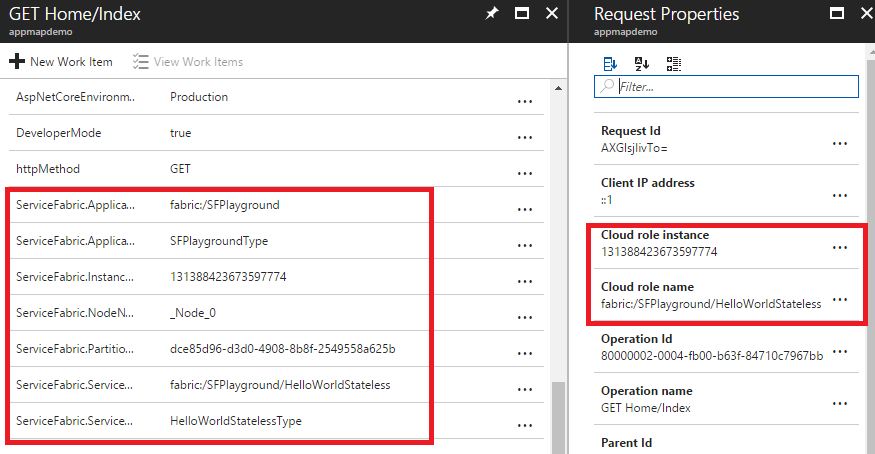 GET Home/Index
appmapdemo
New Work Item
View Work Items
AspNetCoreEnvironm..
Production
...
DeveloperMode
true
...
httpMethod
GET
...
ServiceFabric.Applica...
fabric:/SFPlayground
...
ServiceFabric.Applica...
SFPlaygroundType
...
ServiceFabric.Instanc...
131388423673597774
...
ServiceFabric.NodeN...
_Node_0
...
ServiceFabric.Partitio...
dce85d96-d3d0-4908-8b8f-2549558a625b
...
ServiceFabric.Service...
fabric:/SFPlayground/HelloWorldStateless
...
ServiceFabric.Service...
HelloWorldStatelessType
...
Request Properties
appmapdemo
Filter...
Request Id
AXGlsjlivTo=
...
Client IP address
::1
...
Cloud role instance
131388423673597774
...
Cloud role name
fabric:/SFPlayground/HelloWorldStateless
...
Operation Id
80000002-0004-fb00-b63f-84710c7967bb
...
Operation name
GET Home/Index
...
Parent Id